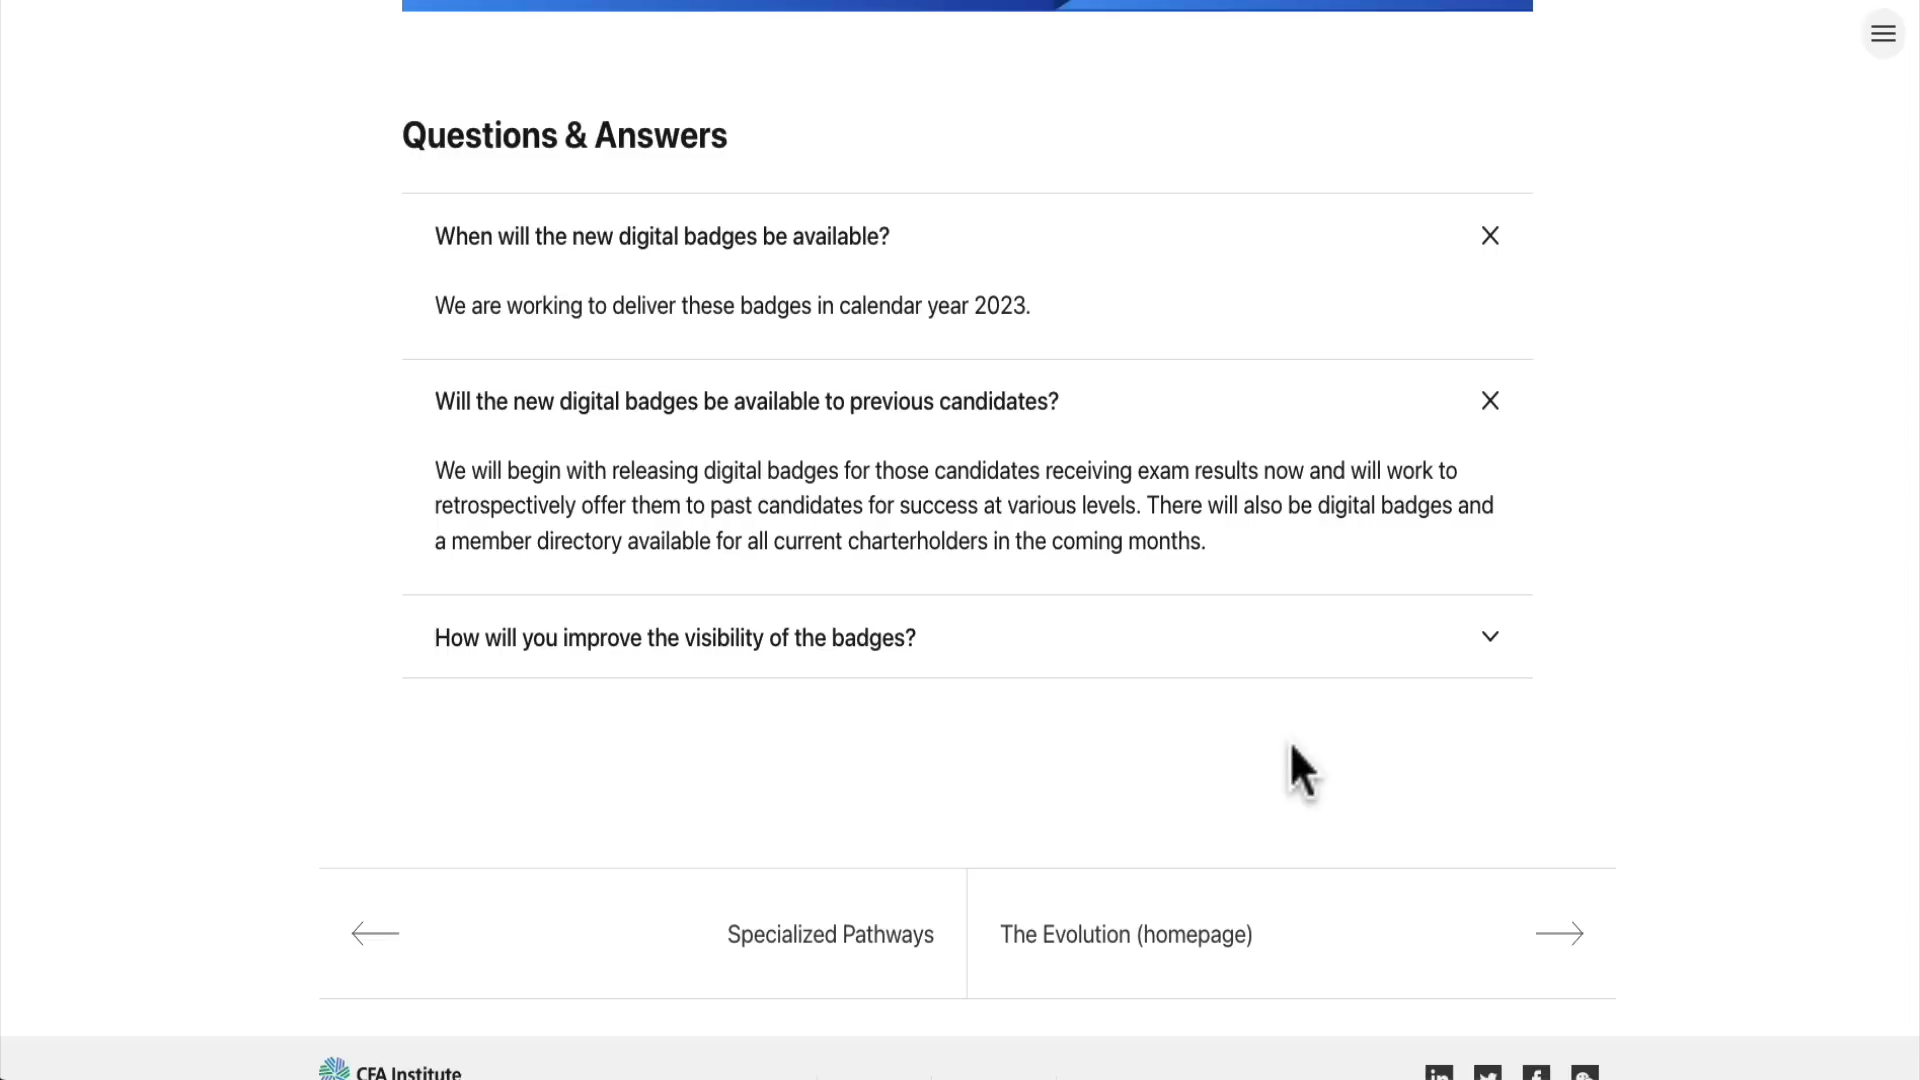 Questions & Answers
When will the new digital badges be available?
We are working to deliver these badges in calendar year 2023.
Will the new digital badges be available to previous candidates?
We will begin with releasing digital badges for those candidates receiving exam results now and will work to
retrospectively offer them to past candidates for success at various levels. There will also be digital badges and
a member directory available for all current charterholders in the coming months.
How will you improve the visibility of the badges?
Specialized Pathways
The Evolution (homepage)
CFA Institute